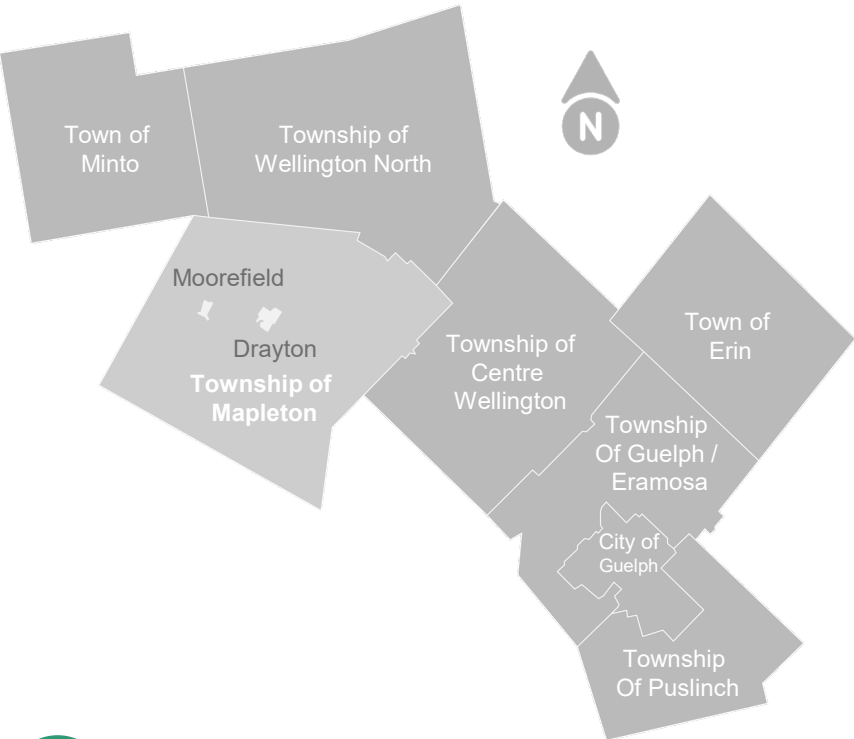 Town of
Minto
Township of
Wellington North
N
Moorefield
Drayton
Township of
Mapleton
Township of
Centre
Wellington
Town of
Erin
Township
Of Guelph /
Eramosa
City of
Guelph
Township
Of Puslinch